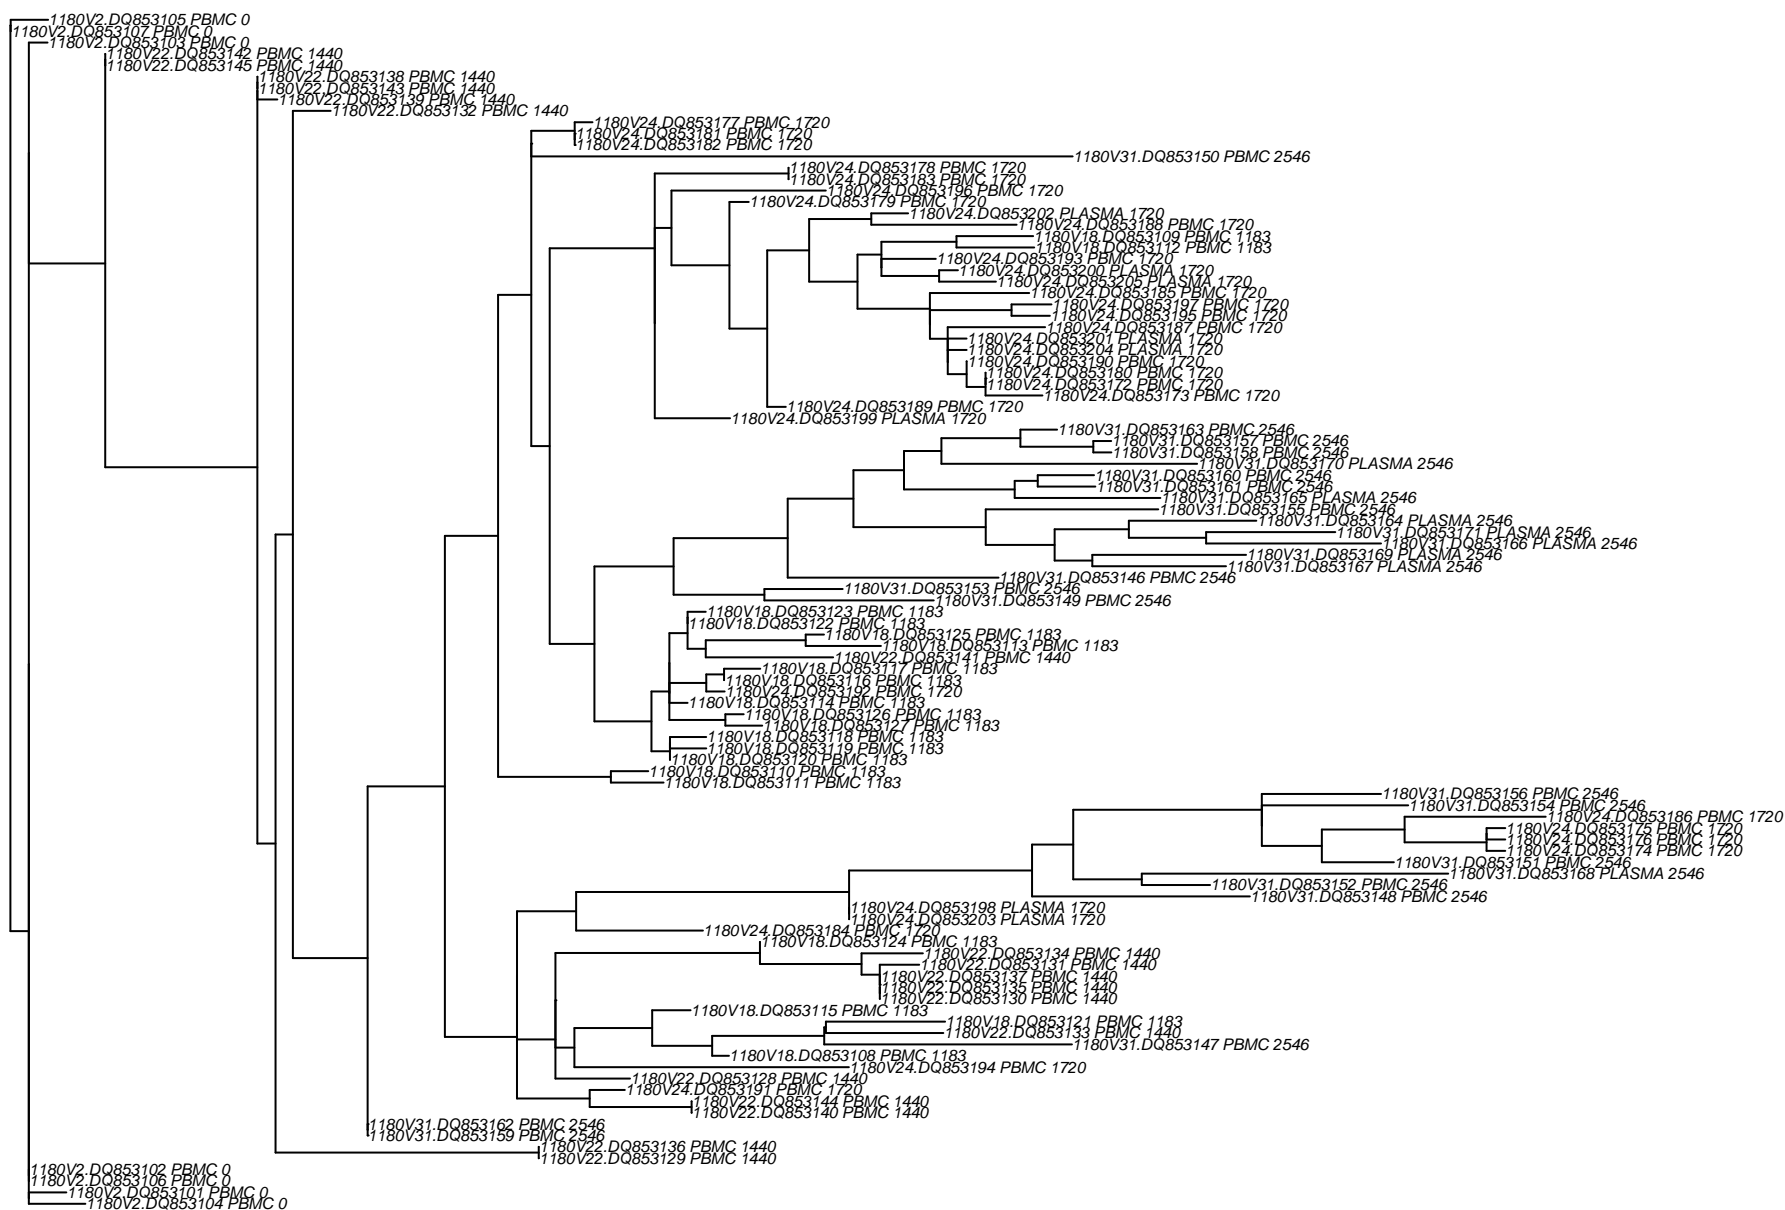 1180V2.DQ853105 PBMC 0
1180V2.DQ853107 PBMC 0
1180V2.DQ853103 PBMC 0
1180V22.DQ853142 PBMC 1440
1180V22.DQ853145 PBMC 1440
1180V22.DQ853138 PBMC 1440
1180V22.DQ853143 PBMC 1440
1180V22.DQ853139 PBMC 1440
1180V22.DQ853132 PBMC 1440
1180V24.DQ853177 PBMC 1720
1180V24.DQ853181 PBMC 1720
1180V24.DQ853182 PBMC 1720
1180V31.DQ853150 PBMC 2546
1180V24.DQ853178 PBMC 1720
1180V24.DQ853183 PBMC 1720
1180V24.DQ853196 PBMC 1720
1180V24.DQ853179 PBMC 1720
1180V24.DQ853202 PLASMA 1720
1180V24.DQ853188 PBMC 1720
1180V18.DQ853109 PBMC 1183
1180V18.DQ853112 PBMC 1183
1180V24.DQ853193 PBMC 1720
1180V24.DQ853200 PLASMA 1720
1180V24.DQ853205 PLASMA 1720
1180V24.DQ853185 PBMC 1720
1180V24.DQ853197 PBMC 1720
1180V24.DQ853195 PBMC 1720
1180V24.DQ853187 PBMC 1720
1180V24.DQ853201 PLASMA 1720
1180V24.DQ853204 PLASMA 1720
1180V24.DQ853190 PBMC 1720
1180V24.DQ853180 PBMC 1720
1180V24.DQ853172 PBMC 1720
1180V24.DQ853173 PBMC 1720
1180V24.DQ853189 PBMC 1720
1180V24.DQ853199 PLASMA 1720
1180V31.DQ853163 PBMC 2546
1180V31.DQ853157 PBMC 2546
1180V31.DQ853158 PBMC 2546
1180V31.DQ853170 PLASMA 2546
1180V31.DQ853160 PBMC 2546
1180V31.DQ853161 PBMC 2546
1180V31.DQ853165 PLASMA 2546
1180V31.DQ853155 PBMC 2546
1180V31.DQ853164 PLASMA 2546
1180V31.DQ853171 PLASMA 2546
1180V31.DQ853166 PLASMA 2546
1180V31.DQ853169 PLASMA 2546
1180V31.DQ853167 PLASMA 2546
1180V31.DQ853146 PBMC 2546
1180V31.DQ853153 PBMC 2546
1180V31.DQ853149 PBMC 2546
1180V18.DQ853123 PBMC 1183
1180V18.DQ853122 PBMC 1183
1180V18.DQ853125 PBMC 1183
1180V18.DQ853113 PBMC 1183
1180V22.DQ853141 PBMC 1440
1180V18.DQ853117 PBMC 1183
1180V18.DQ853116 PBMC 1183
1180V24.DQ853192 PBMC 1720
1180V18.DQ853114 PBMC 1183
1180V18.DQ853126 PBMC 1183
1180V18.DQ853127 PBMC 1183
1180V18.DQ853118 PBMC 1183
1180V18.DQ853119 PBMC 1183
1180V18.DQ853120 PBMC 1183
1180V18.DQ853110 PBMC 1183
1180V18.DQ853111 PBMC 1183
1180V31.DQ853156 PBMC 2546
1180V31.DQ853154 PBMC 2546
1180V24.DQ853186 PBMC 1720
1180V24.DQ853175 PBMC 1720
1180V24.DQ853176 PBMC 1720
1180V24.DQ853174 PBMC 1720
1180V31.DQ853151 PBMC 2546
1180V31.DQ853168 PLASMA 2546
1180V31.DQ853152 PBMC 2546
1180V31.DQ853148 PBMC 2546
1180V24.DQ853198 PLASMA 1720
1180V24.DQ853203 PLASMA 1720
1180V24.DQ853184 PBMC 1720
1180V18.DQ853124 PBMC 1183
1180V22.DQ853134 PBMC 1440
1180V22.DQ853131 PBMC 1440
1180V22.DQ853137 PBMC 1440
1180V22.DQ853135 PBMC 1440
1180V22.DQ853130 PBMC 1440
1180V18.DQ853115 PBMC 1183
1180V18.DQ853121 PBMC 1183
1180V22.DQ853133 PBMC 1440
1180V31.DQ853147 PBMC 2546
1180V18.DQ853108 PBMC 1183
1180V24.DQ853194 PBMC 1720
1180V22.DQ853128 PBMC 1440
1180V24.DQ853191 PBMC 1720
1180V22.DQ853144 PBMC 1440
1180V22.DQ853140 PBMC 1440
1180V31.DQ853162 PBMC 2546
1180V31.DQ853159 PBMC 2546
1180V22.DQ853136 PBMC 1440
1180V22.DQ853129 PBMC 1440
1180V2.DQ853102 PBMC 0
1180V2.DQ853106 PBMC 0
1180V2.DQ853101 PBMC 0
1180V2.DQ853104 PBMC 0